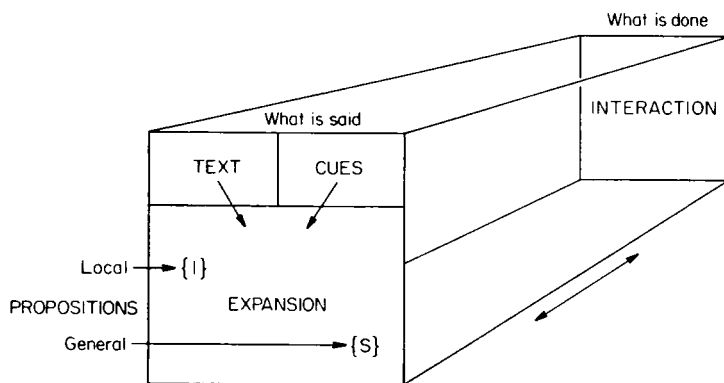 What is done
INTERACTION
What is said
TEXT CUES
Local {I}
PROPOSITIONS EXPANSION
General {S}